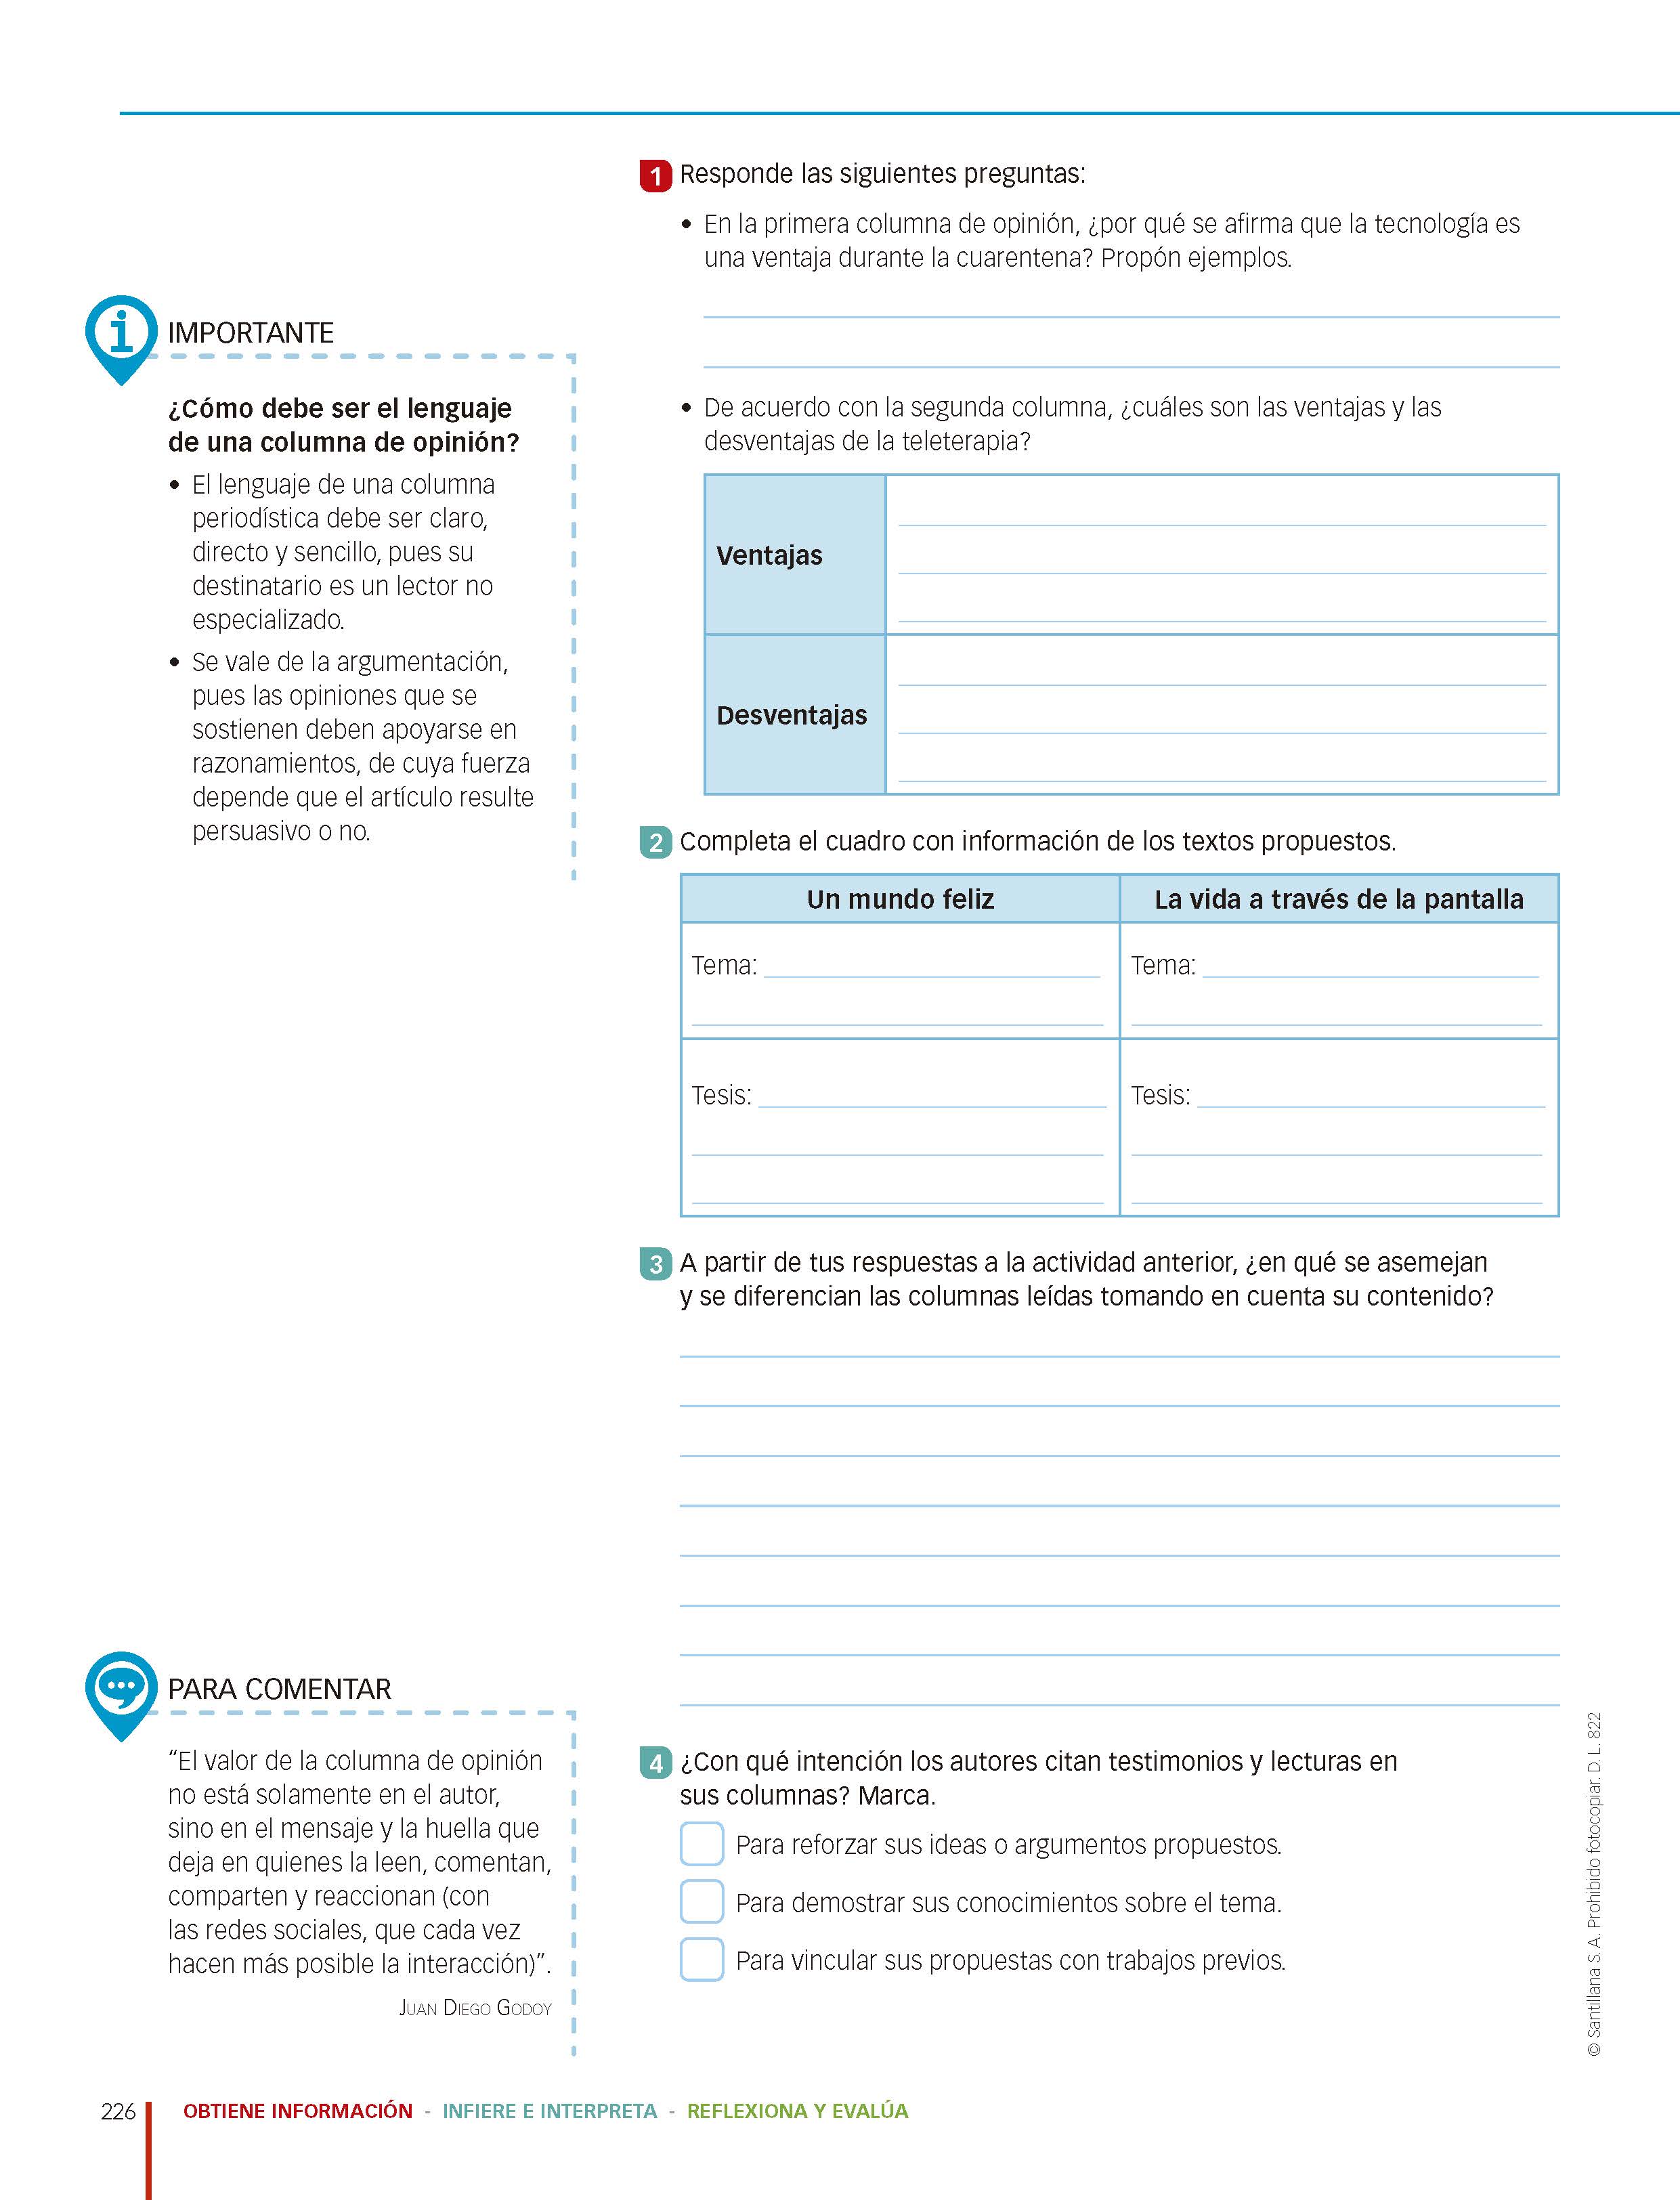 IMPORTANTE
¿Cómo debe ser el lenguaje
de una columna de opinión?
• El lenguaje de una columna
periodística debe ser claro,
directo y sencillo, pues su
destinatario es un lector no
especializado.
• Se vale de la argumentación,
pues las opiniones que se
sostienen deben apoyarse en
razonamientos, de cuya fuerza
depende que el artículo resulte
persuasivo o no.
PARA COMENTAR
“El valor de la columna de opinión
no está solamente en el autor,
sino en el mensaje y la huella que
deja en quienes la leen, comentan,
comparten y reaccionan (con
las redes sociales, que cada vez
hacen más posible la interacción)”.
Juan Diego Godoy
1 Responde las siguientes preguntas:
• En la primera columna de opinión, ¿por qué se afirma que la tecnología es
una ventaja durante la cuarentena? Propón ejemplos.
• De acuerdo con la segunda columna, ¿cuáles son las ventajas y las
desventajas de la teleterapia?
Ventajas
Desventajas
2 Completa el cuadro con información de los textos propuestos.
Un mundo feliz La vida a través de la pantalla
Tema: Tema:
Tesis: Tesis:
3 A partir de tus respuestas a la actividad anterior, ¿en qué se asemejan
y se diferencian las columnas leídas tomando en cuenta su contenido?
4 ¿Con qué intención los autores citan testimonios y lecturas en
sus columnas? Marca.
Para reforzar sus ideas o argumentos propuestos.
Para demostrar sus conocimientos sobre el tema.
Para vincular sus propuestas con trabajos previos.
© Santillana S. A. Prohibido fotocopiar. D. L. 822
226 OBTIENE INFORMACIÓN - INFIERE E INTERPRETA - REFLEXIONA Y EVALÚA